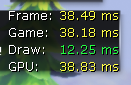 Frame: 38.49 ms
Game: 38.18 ms
Draw: 12.25 ms
GPU: 38,83 ms